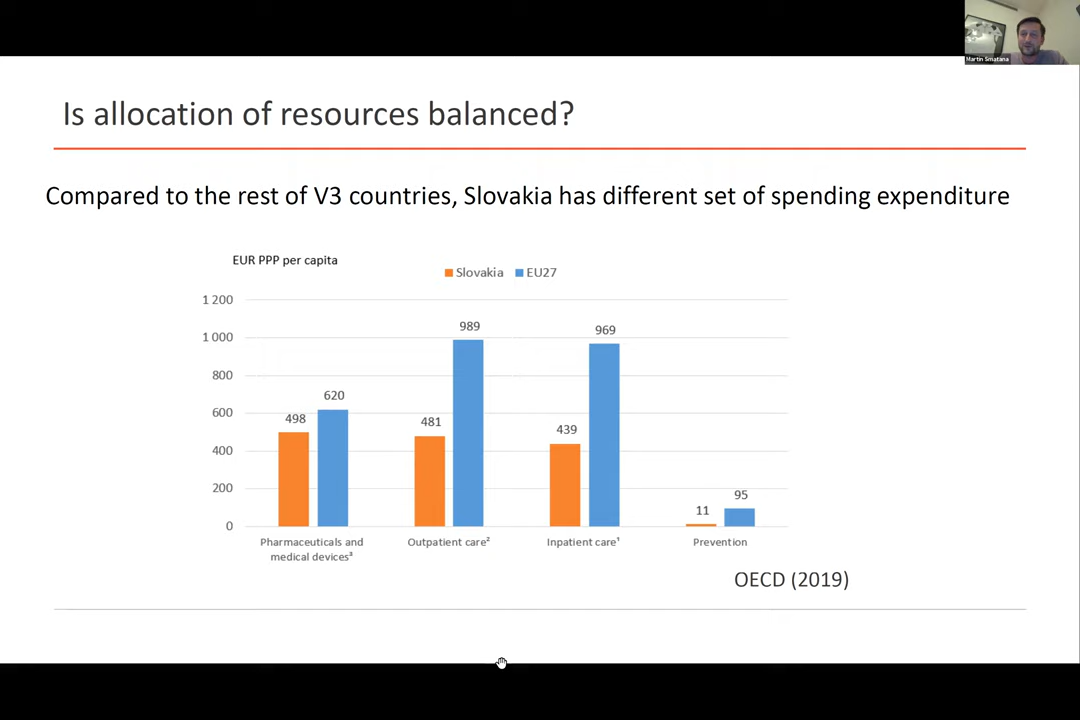 Martin Smatana
Is allocation of resources balanced?
Compared to the rest of V3 countries, Slovakia has different set of spending expenditure
EUR PPP per capita
Slovakia EU27
1 200
1 000
800
600
400
200
0
498 620
481 989
439 969
11 95
Pharmaceuticals and
medical devices³
Outpatient care²
Inpatient care¹
Prevention
OECD (2019)